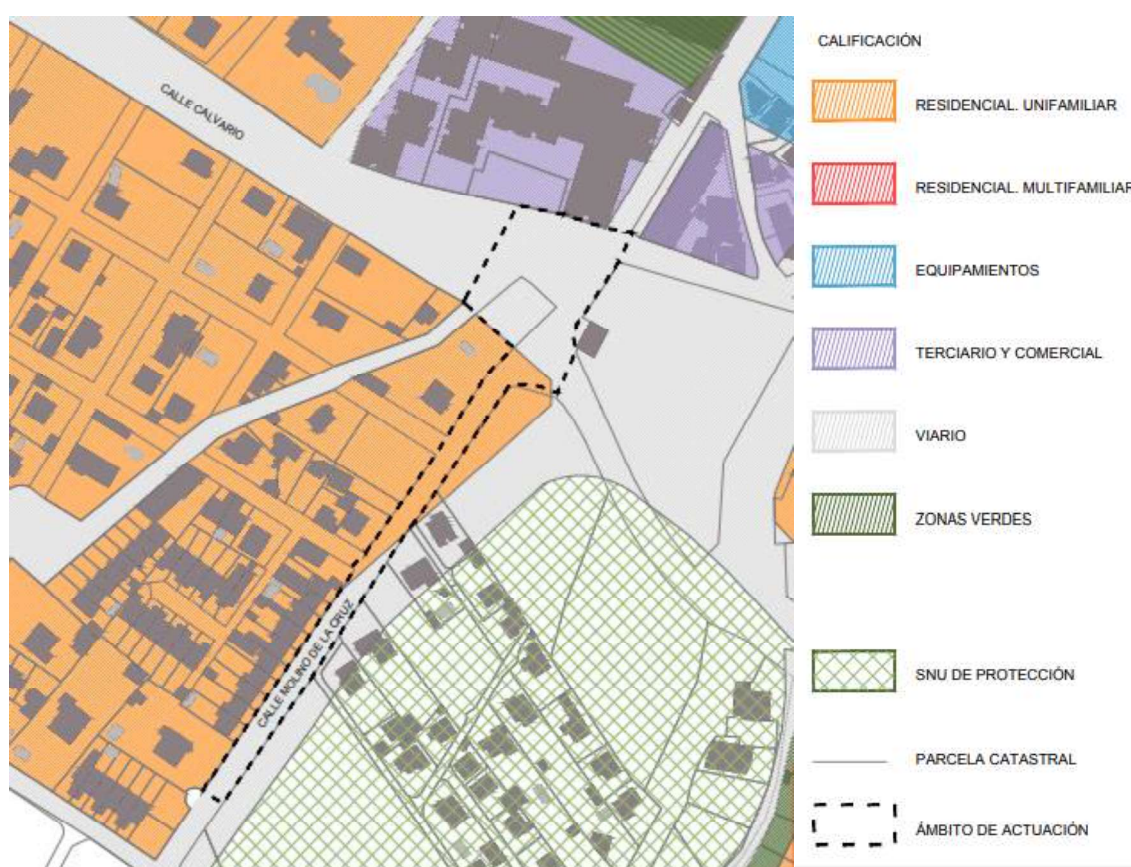 CALLE CALVARIO
CALLE MOLINO DE LA CRUZ
CALIFICACIÓN
RESIDENCIAL. UNIFAMILIAR
RESIDENCIAL. MULTIFAMILIAR
EQUIPAMIENTOS
TERCIARIO Y COMERCIAL
VIARIO
ZONAS VERDES
SNU DE PROTECCIÓN
PARCELA CATASTRAL
ÁMBITO DE ACTUACIÓN